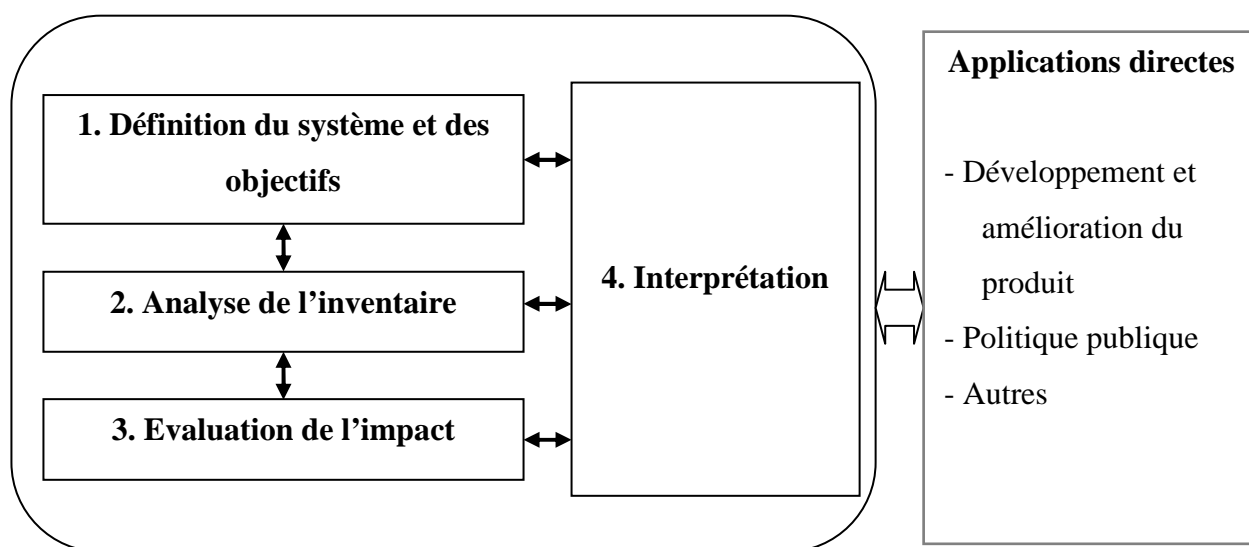 1. Définition du système et des
objectifs
2. Analyse de l’inventaire
3. Evaluation de l’impact
4. Interprétation
Applications directes
- Développement et
amélioration du
produit
- Politique publique
- Autres